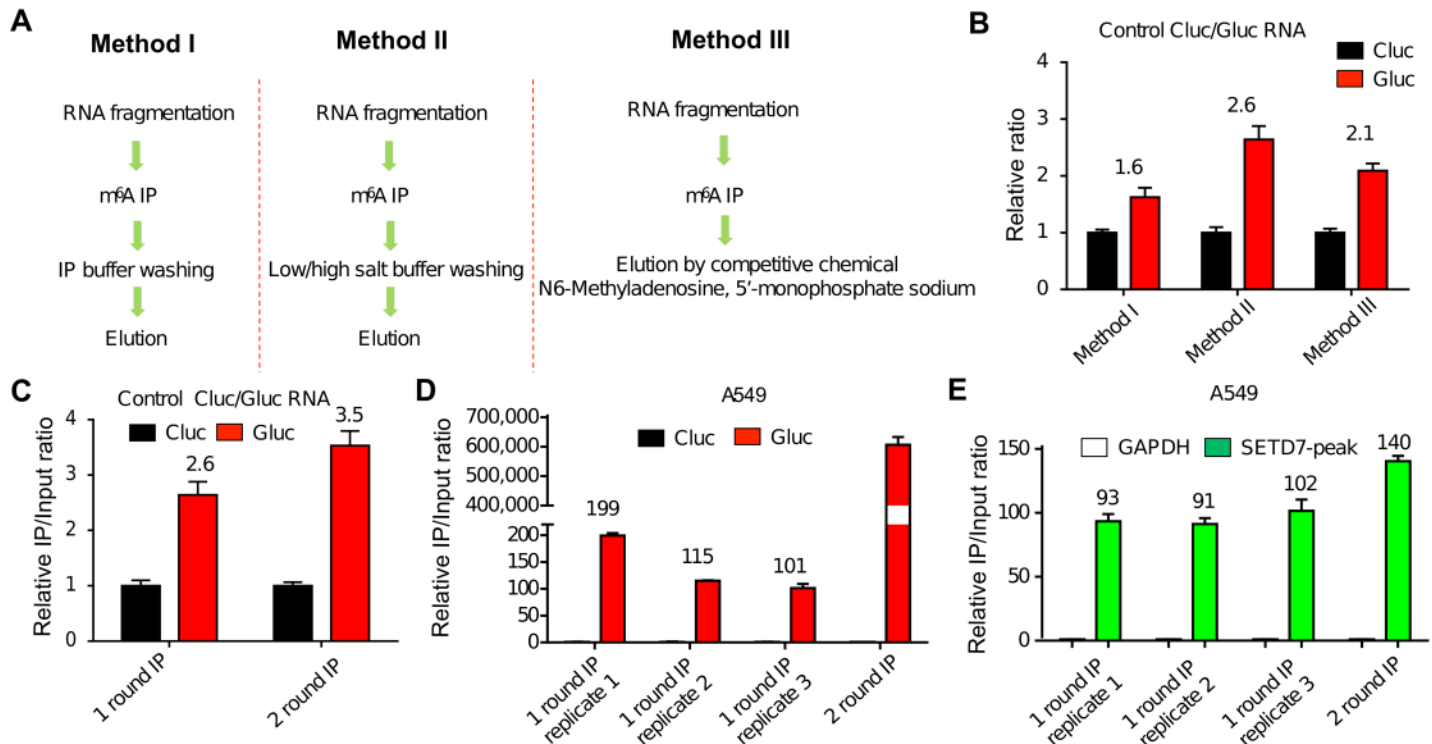 A
Method I
Method II
Method III
RNA fragmentation
m⁶A IP
IP buffer washing
Elution
RNA fragmentation
m⁶A IP
Low/high salt buffer washing
Elution
RNA fragmentation
m⁶A IP
Elution by competitive chemical
N6-Methyladenosine, 5′-monophosphate sodium
B
Control Cluc/Gluc RNA
Cluc
Gluc
Relative ratio
4
3
2
1
0
1.6
2.6
2.1
Method I
Method II
Method III
C
Control Cluc/Gluc RNA
Cluc
Gluc
Relative IP/Input ratio
4
3
2
1
0
2.6
3.5
1 round IP
2 round IP
D
A549
Cluc
Gluc
Relative IP/Input ratio
700,000
600,000
500,000
400,000
200
150
100
50
0
199
115
101
1 round IP
replicate 1
1 round IP
replicate 2
1 round IP
replicate 3
2 round IP
E
A549
GAPDH
SETD7-peak
Relative IP/Input ratio
150
100
50
0
93
91
102
140
1 round IP
replicate 1
1 round IP
replicate 2
1 round IP
replicate 3
2 round IP